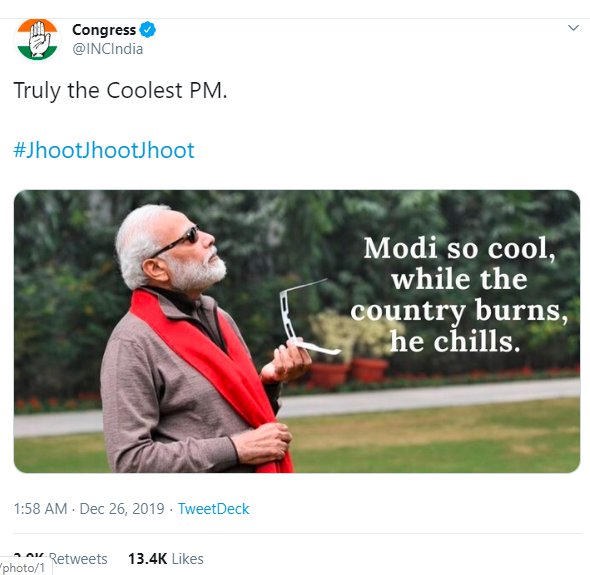 Congress
@INCIndia
Truly the Coolest PM.
#JhootJhootJhoot
Modi so cool,
while the
country burns,
he chills.
1:58 AM · Dec 26, 2019 · TweetDeck
Retweets 13.4K Likes
/photo/1